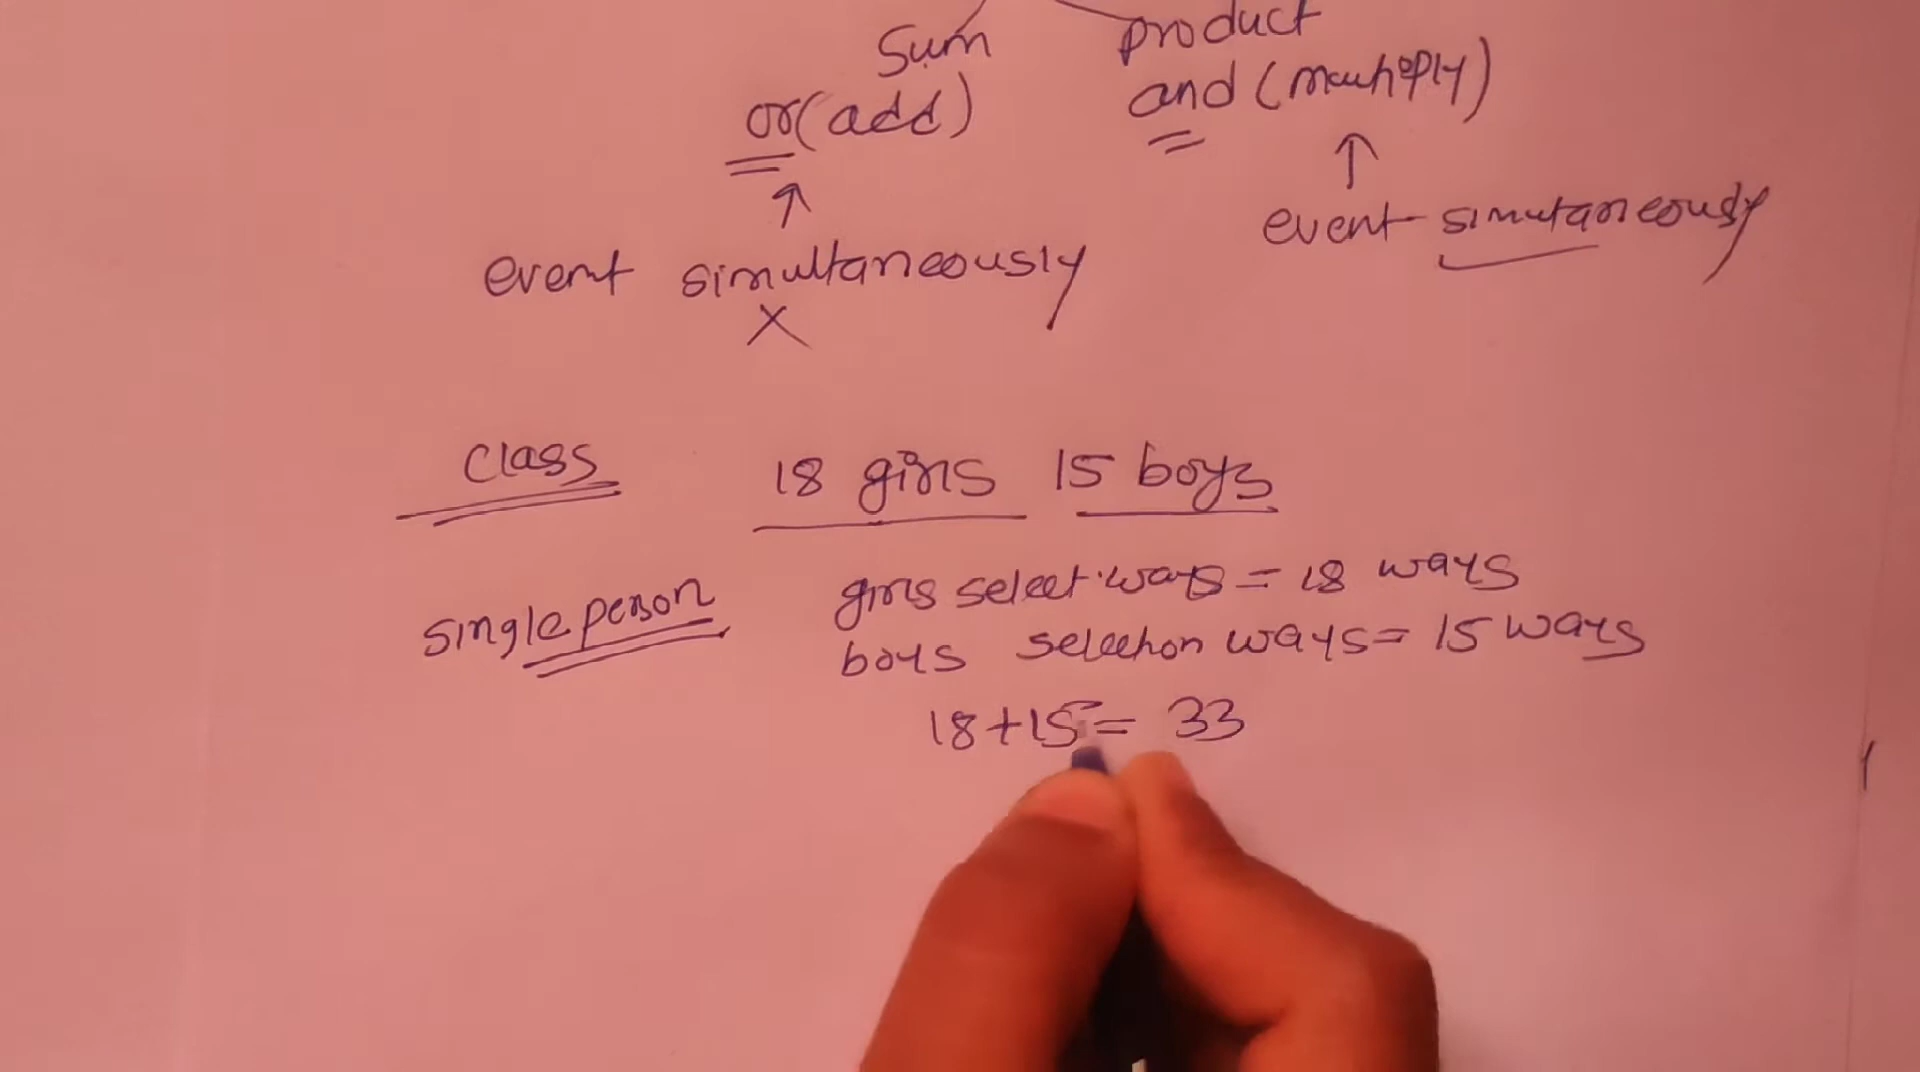 Sum product
or (add) and (multiply)
event simultaneously event simutaneously
X
Class 18 girls 15 boys
single person girls select ways = 18 ways
boys selection ways = 15 ways
18+15 = 33